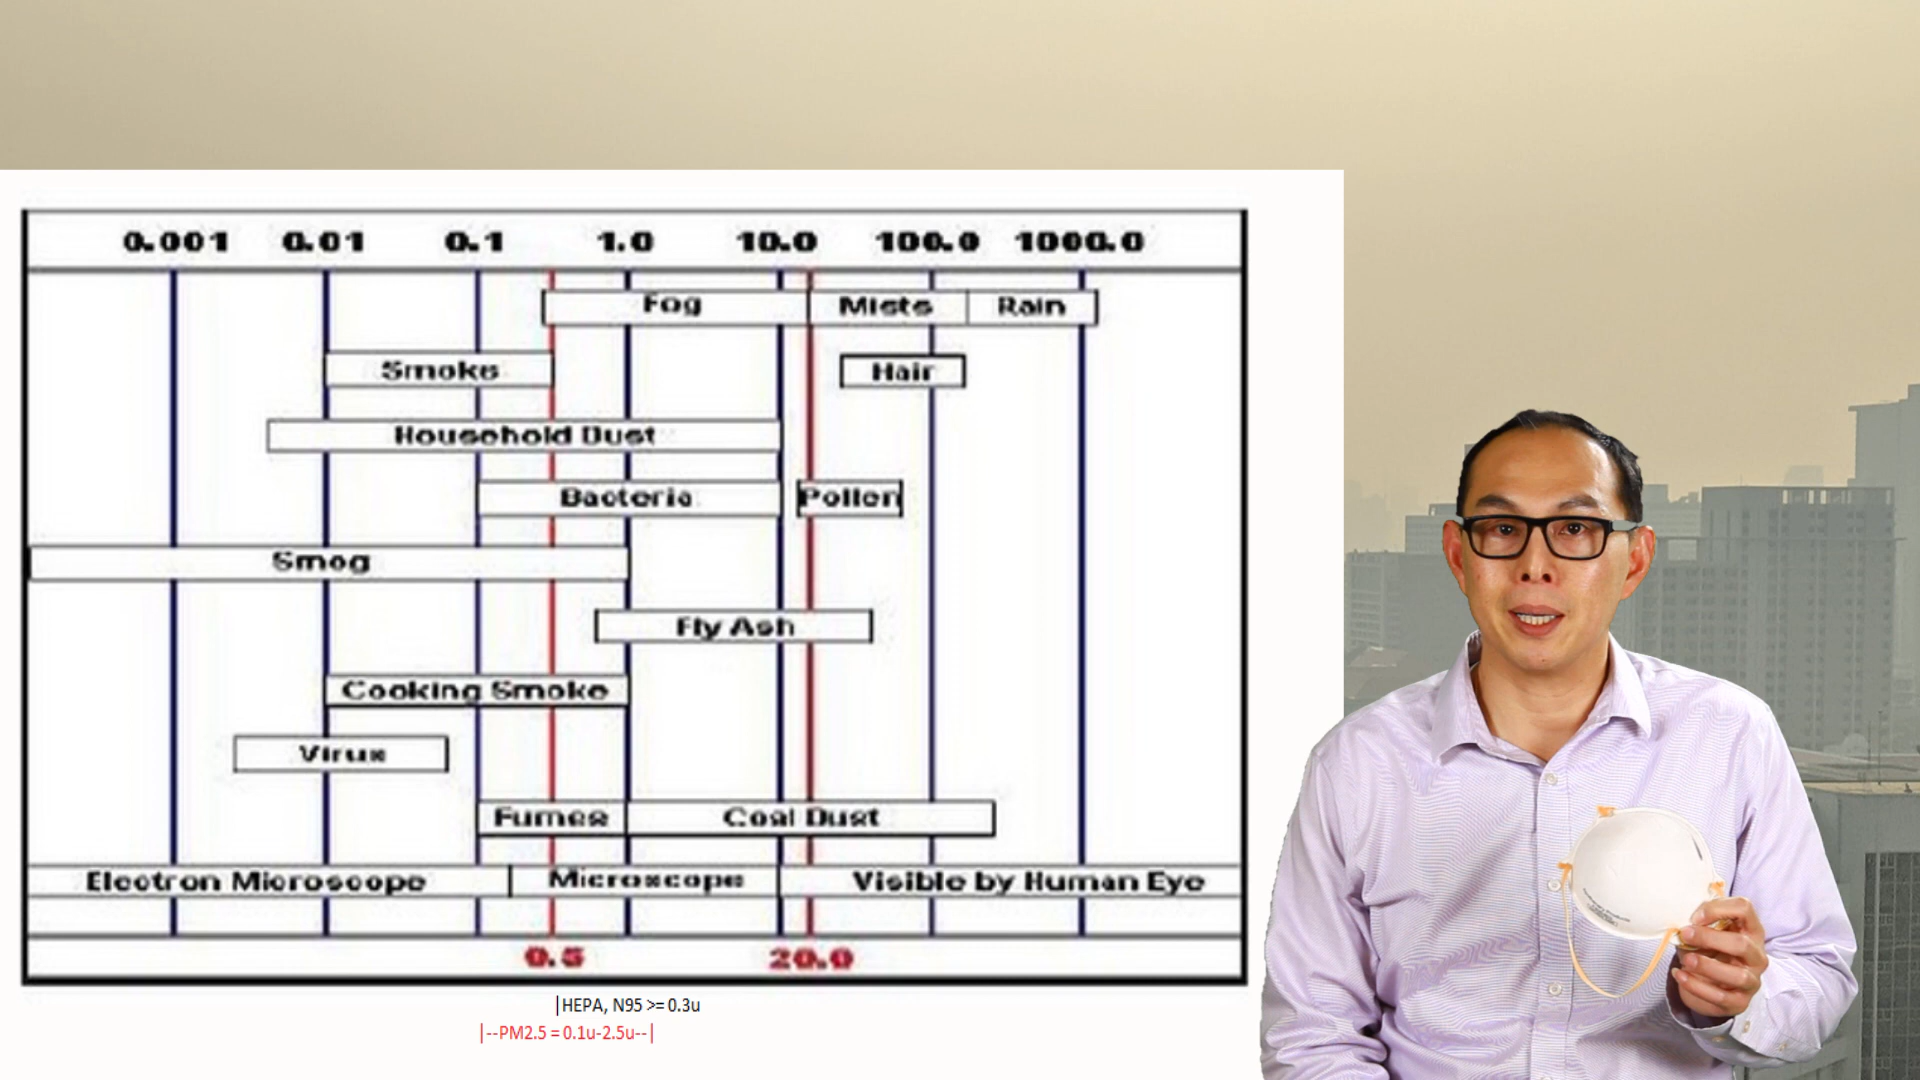 0.001 0.01 0.1 1.0 10.0 100.0 1000.0
Fog Mists Rain
Smoke Hair
Household Dust
Bacteria Pollen
Smog
Fly Ash
Cooking Smoke
Virus
Fumes Coal Dust
Electron Microscope Microscope Visible by Human Eye
0.5 20.0
|HEPA, N95 >= 0.3u
|--PM2.5 = 0.1u-2.5u--|